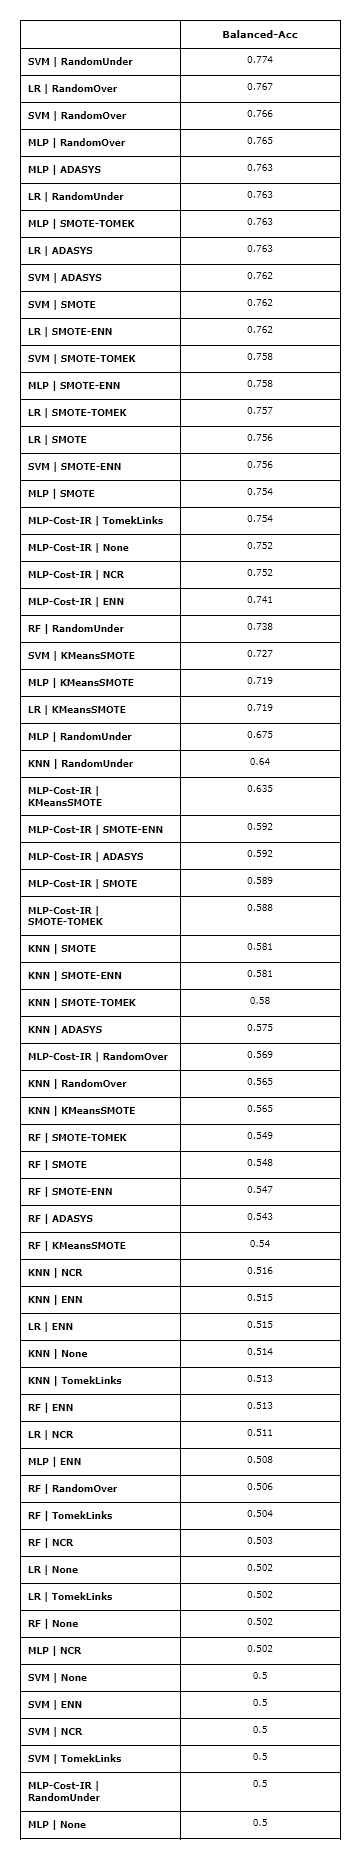 Balanced-Acc
SVM | RandomUnder 0.774
LR | RandomOver 0.767
SVM | RandomOver 0.766
MLP | RandomOver 0.765
MLP | ADASYS 0.763
LR | RandomUnder 0.763
MLP | SMOTE-TOMEK 0.763
LR | ADASYS 0.763
SVM | ADASYS 0.762
SVM | SMOTE 0.762
LR | SMOTE-ENN 0.762
SVM | SMOTE-TOMEK 0.758
MLP | SMOTE-ENN 0.758
LR | SMOTE-TOMEK 0.757
LR | SMOTE 0.756
SVM | SMOTE-ENN 0.756
MLP | SMOTE 0.754
MLP-Cost-IR | TomekLinks 0.754
MLP-Cost-IR | None 0.752
MLP-Cost-IR | NCR 0.752
MLP-Cost-IR | ENN 0.741
RF | RandomUnder 0.738
SVM | KMeansSMOTE 0.727
MLP | KMeansSMOTE 0.719
LR | KMeansSMOTE 0.719
MLP | RandomUnder 0.675
KNN | RandomUnder 0.64
MLP-Cost-IR | 0.635
KMeansSMOTE
MLP-Cost-IR | SMOTE-ENN 0.592
MLP-Cost-IR | ADASYS 0.592
MLP-Cost-IR | SMOTE 0.589
MLP-Cost-IR | 0.588
SMOTE-TOMEK
KNN | SMOTE 0.581
KNN | SMOTE-ENN 0.581
KNN | SMOTE-TOMEK 0.58
KNN | ADASYS 0.575
MLP-Cost-IR | RandomOver 0.569
KNN | RandomOver 0.565
KNN | KMeansSMOTE 0.565
RF | SMOTE-TOMEK 0.549
RF | SMOTE 0.548
RF | SMOTE-ENN 0.547
RF | ADASYS 0.543
RF | KMeansSMOTE 0.54
KNN | NCR 0.516
KNN | ENN 0.515
LR | ENN 0.515
KNN | None 0.514
KNN | TomekLinks 0.513
RF | ENN 0.513
LR | NCR 0.511
MLP | ENN 0.508
RF | RandomOver 0.506
RF | TomekLinks 0.504
RF | NCR 0.503
LR | None 0.502
LR | TomekLinks 0.502
RF | None 0.502
MLP | NCR 0.502
SVM | None 0.5
SVM | ENN 0.5
SVM | NCR 0.5
SVM | TomekLinks 0.5
MLP-Cost-IR | 0.5
RandomUnder
MLP | None 0.5